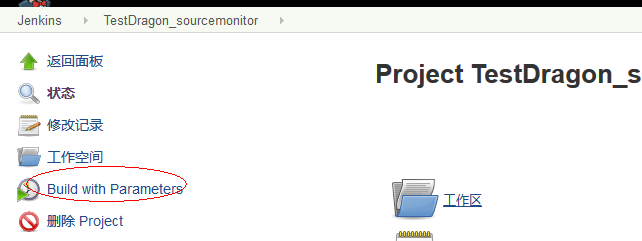 Jenkins TestDragon_sourcemonitor
返回面板
Project TestDragon_s
状态
修改记录
工作空间
Build with Parameters
工作区
删除 Project